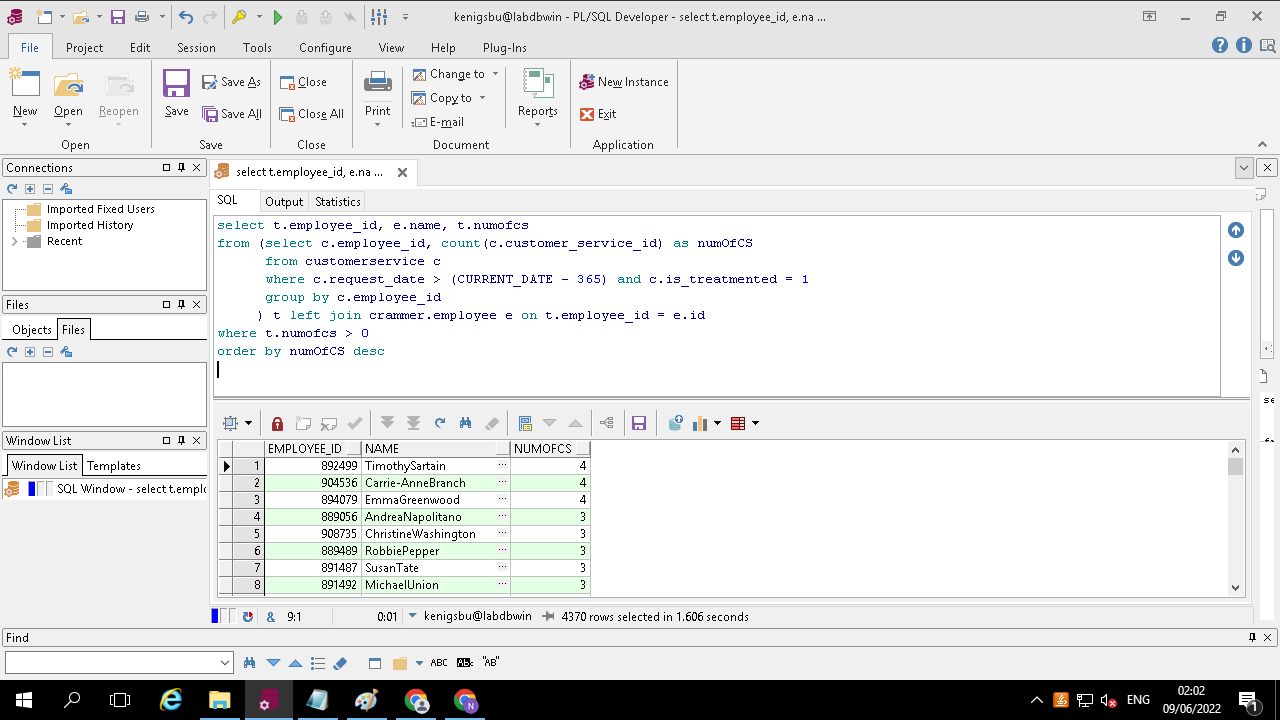 kenigsbu@labdbwin - PL/SQL Developer - select t.employee_id, e.na ...
File Project Edit Session Tools Configure View Help Plug-Ins
New Open Reopen Save Save As Save All Close Close All Print Change to Copy to E-mail Reports New Instance Exit
Open Save Close Document Application
Connections
Imported Fixed Users
Imported History
Recent
Files
Objects Files
Window List
Window List Templates
SQL Window - select t.emplo
select t.employee_id, e.na ...
SQL Output Statistics
select t.employee_id, e.name, t.numofcs
from (select c.employee_id, count(c.customer_service_id) as numOfCS
from customerservice c
where c.request_date > (CURRENT_DATE - 365) and c.is_treatmented = 1
group by c.employee_id
) t left join crammer.employee e on t.employee_id = e.id
where t.numofcs > 0
order by numOfCS desc
EMPLOYEE_ID NAME NUMOFCS
1 892499 TimothySartain ... 4
2 904536 Carrie-AnneBranch ... 4
3 894079 EmmaGreenwood ... 4
4 889056 AndreaNapolitano ... 3
5 908735 ChristineWashington ... 3
6 889489 RobbiePepper ... 3
7 891487 SusanTate ... 3
8 891492 MichaelUnion ... 3
& 9:1 0:01 kenigsbu@labdbwin 4370 rows selected in 1.606 seconds
Find
ABC AB "AB"
ENG 02:02
09/06/2022 1